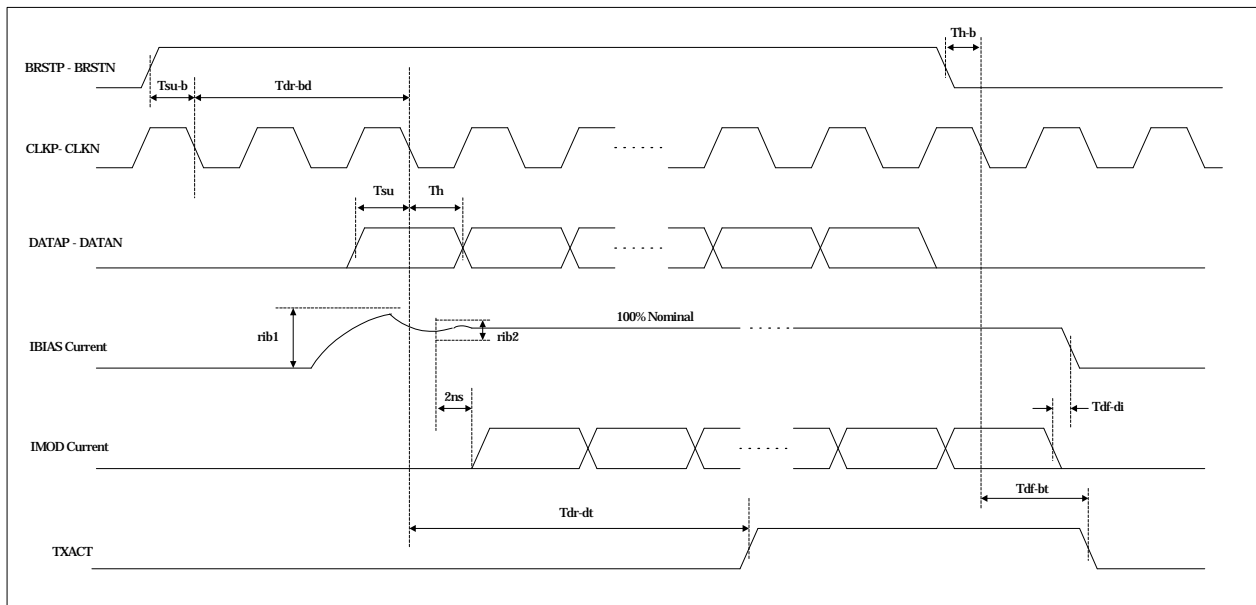 Th-b
BRSTP - BRSTN
Tsu-b
Tdr-bd
CLKP- CLKN
. . . . . .
Tsu
Th
DATAP - DATAN
. . . . . .
100% Nominal
rib1
rib2
. . . . . .
IBIAS Current
2ns
Tdf-di
IMOD Current
. . . . . .
Tdf-bt
Tdr-dt
TXACT